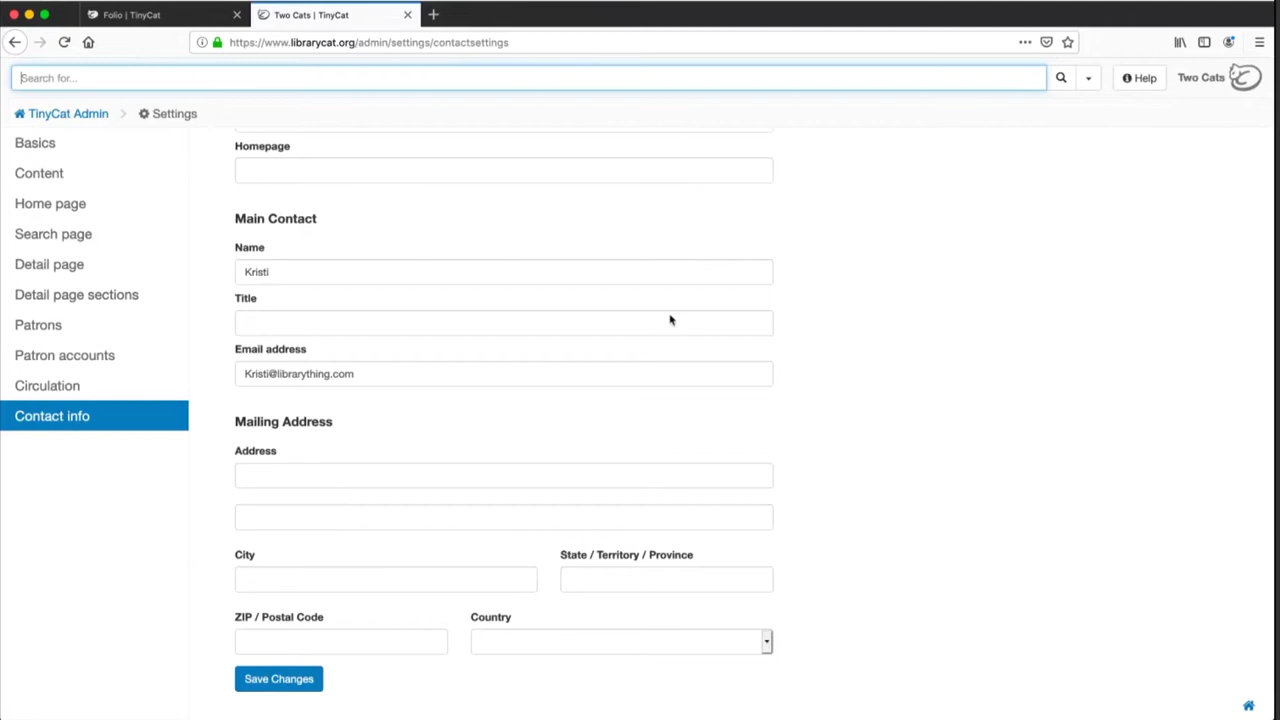 Folio | TinyCat
Two Cats | TinyCat
https://www.librarycat.org/admin/settings/contactsettings
Search for...
Help
Two Cats
TinyCat Admin
Settings
Basics
Content
Home page
Search page
Detail page
Detail page sections
Patrons
Patron accounts
Circulation
Contact info
Homepage
Main Contact
Name
Kristi
Title
Email address
Kristi@librarything.com
Mailing Address
Address
City
State / Territory / Province
ZIP / Postal Code
Country
Save Changes